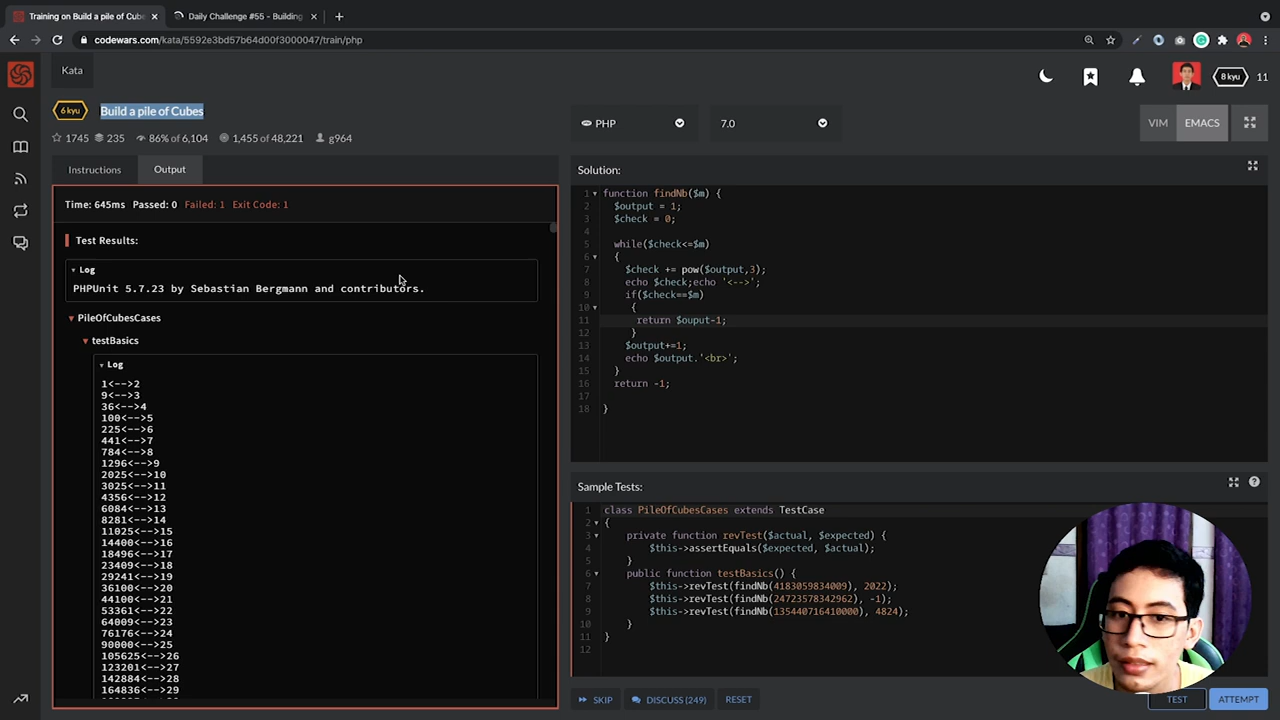 Training on Build a pile of Cube
Daily Challenge #55 - Building
codewars.com/kata/5592e3bd57b64d00f3000047/train/php
Kata
8 kyu
11
6 kyu
Build a pile of Cubes
1745
235
86% of 6,104
1,455 of 48,221
g964
PHP
7.0
VIM
EMACS
Instructions
Output
Time: 645ms Passed: 0 Failed: 1 Exit Code: 1
Test Results:
Log
PHPUnit 5.7.23 by Sebastian Bergmann and contributors.
PileOfCubesCases
testBasics
Log
1<-->2
9<-->3
36<-->4
100<-->5
225<-->6
441<-->7
784<-->8
1296<-->9
2025<-->10
3025<-->11
4356<-->12
6084<-->13
8281<-->14
11025<-->15
14400<-->16
18496<-->17
23409<-->18
29241<-->19
36100<-->20
44100<-->21
53361<-->22
64009<-->23
76176<-->24
90000<-->25
105625<-->26
123201<-->27
142884<-->28
164836<-->29
Solution:
1 function findNb($m) {
2 $output = 1;
3 $check = 0;
4
5 while($check<=$m)
6 {
7 $check += pow($output,3);
8 echo $check;echo '<-->';
9 if($check==$m)
10 {
11 return $ouput-1;
12 }
13 $output+=1;
14 echo $output.'<br>';
15 }
16 return -1;
17
18 }
Sample Tests:
1 class PileOfCubesCases extends TestCase
2 {
3 private function revTest($actual, $expected) {
4 $this->assertEquals($expected, $actual);
5 }
6 public function testBasics() {
7 $this->revTest(findNb(4183059834009), 2022);
8 $this->revTest(findNb(24723578342962), -1);
9 $this->revTest(findNb(135440716410000), 4824);
10 }
11 }
12
SKIP
DISCUSS (249)
RESET
TEST
ATTEMPT